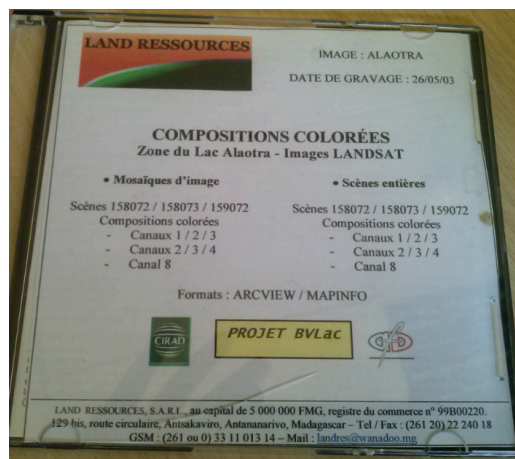 LAND RESSOURCES
IMAGE : ALAOTRA
DATE DE GRAVAGE : 26/05/03
COMPOSITIONS COLORÉES
Zone du Lac Alaotra - Images LANDSAT
• Mosaïques d'image
Scènes 158072 / 158073 / 159072
Compositions colorées
- Canaux 1 / 2 / 3
- Canaux 2 / 3 / 4
- Canal 8
• Scènes entières
Scènes 158072 / 158073 / 159072
Compositions colorées
- Canaux 1 / 2 / 3
- Canaux 2 / 3 / 4
- Canal 8
Formats : ARCVIEW / MAPINFO
CIRAD
PROJET BVLac
LAND RESSOURCES, S.A.R.L., au capital de 5 000 000 FMG, registre du commerce n° 99B00220.
129 bis, route circulaire, Antsakaviro, Antananarivo, Madagascar – Tel / Fax : (261 20) 22 240 18
GSM : (261 ou 0) 33 11 013 14 – Mail : landres@wanadoo.mg